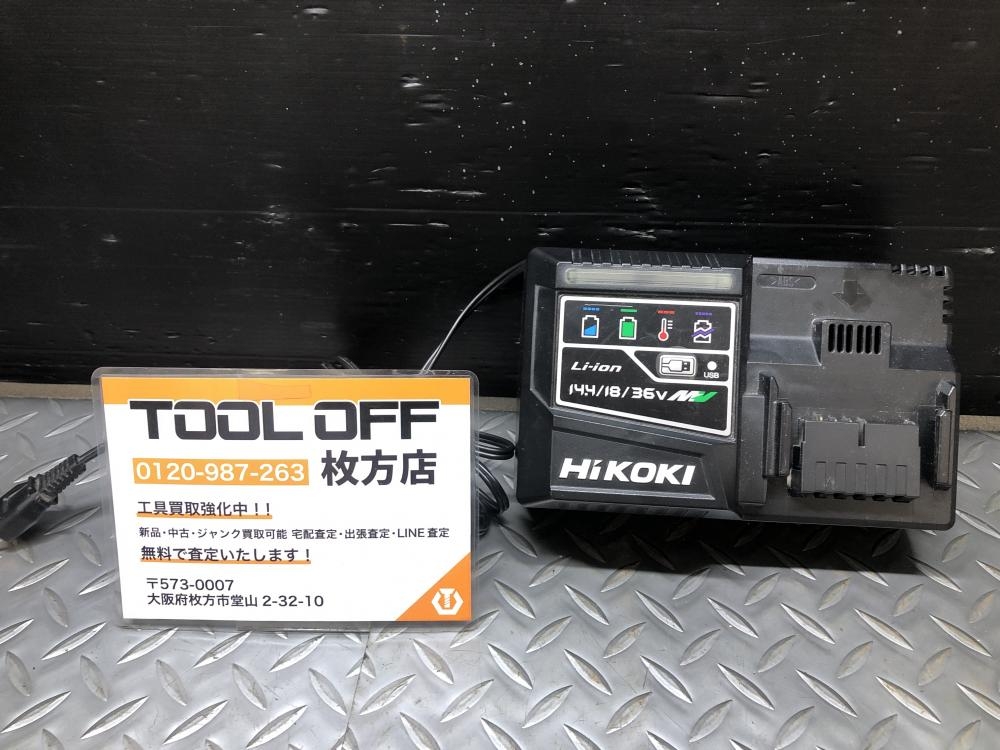 TOOL OFF
0120-987-263 枚方店
工具買取強化中!!
新品・中古・ジャンク買取可能 宅配査定・出張査定・LINE査定
無料で査定いたします!
〒573-0007
大阪府枚方市堂山 2-32-10
Li-ion
USB
14.4/18/36V MV
HiKOKI